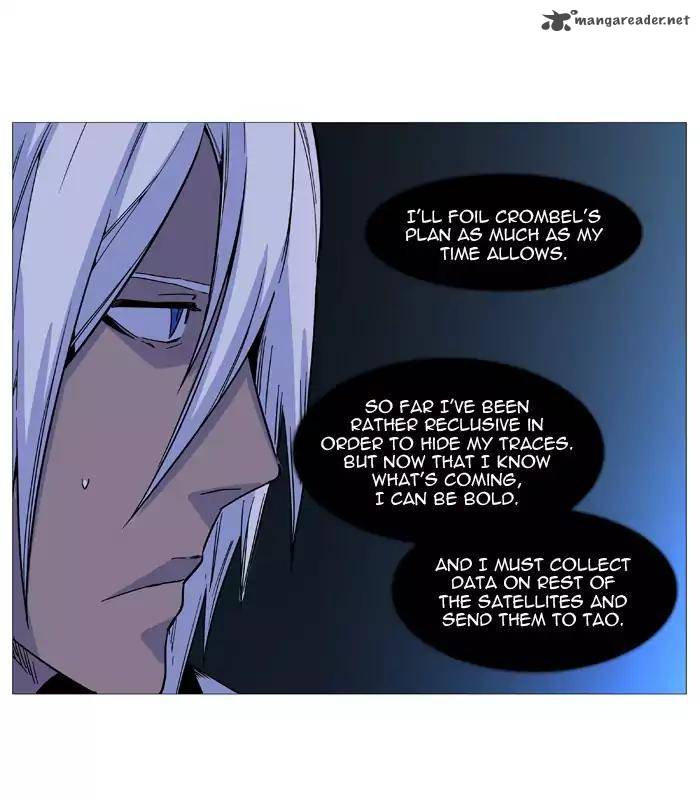 mangareader.net
I'LL FOIL CROMBEL'S
PLAN AS MUCH AS MY
TIME ALLOWS.
SO FAR I'VE BEEN
RATHER RECLUSIVE IN
ORDER TO HIDE MY TRACES.
BUT NOW THAT I KNOW
WHAT'S COMING,
I CAN BE BOLD.
AND I MUST COLLECT
DATA ON REST OF
THE SATELLITES AND
SEND THEM TO TAO.